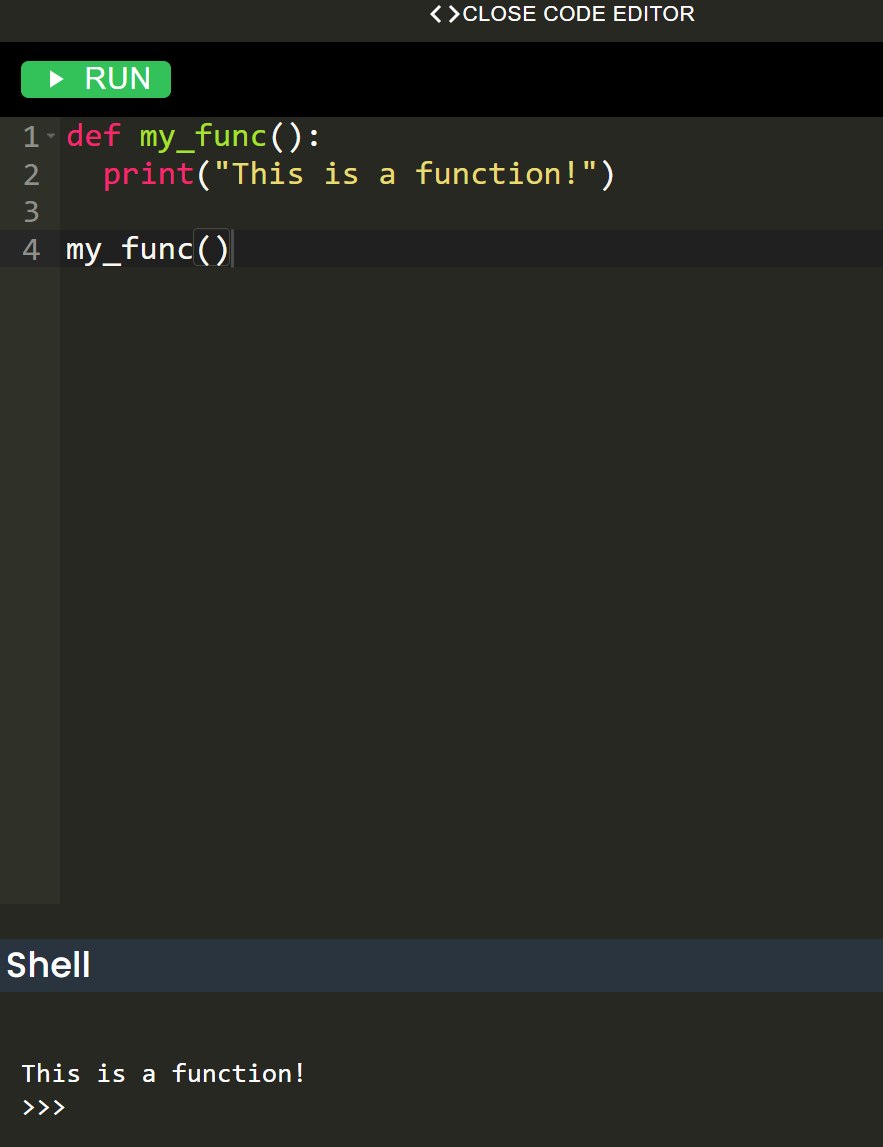 <>CLOSE CODE EDITOR
RUN
1 def my_func():
2   print("This is a function!")
3
4 my_func()
Shell
This is a function!
>>>